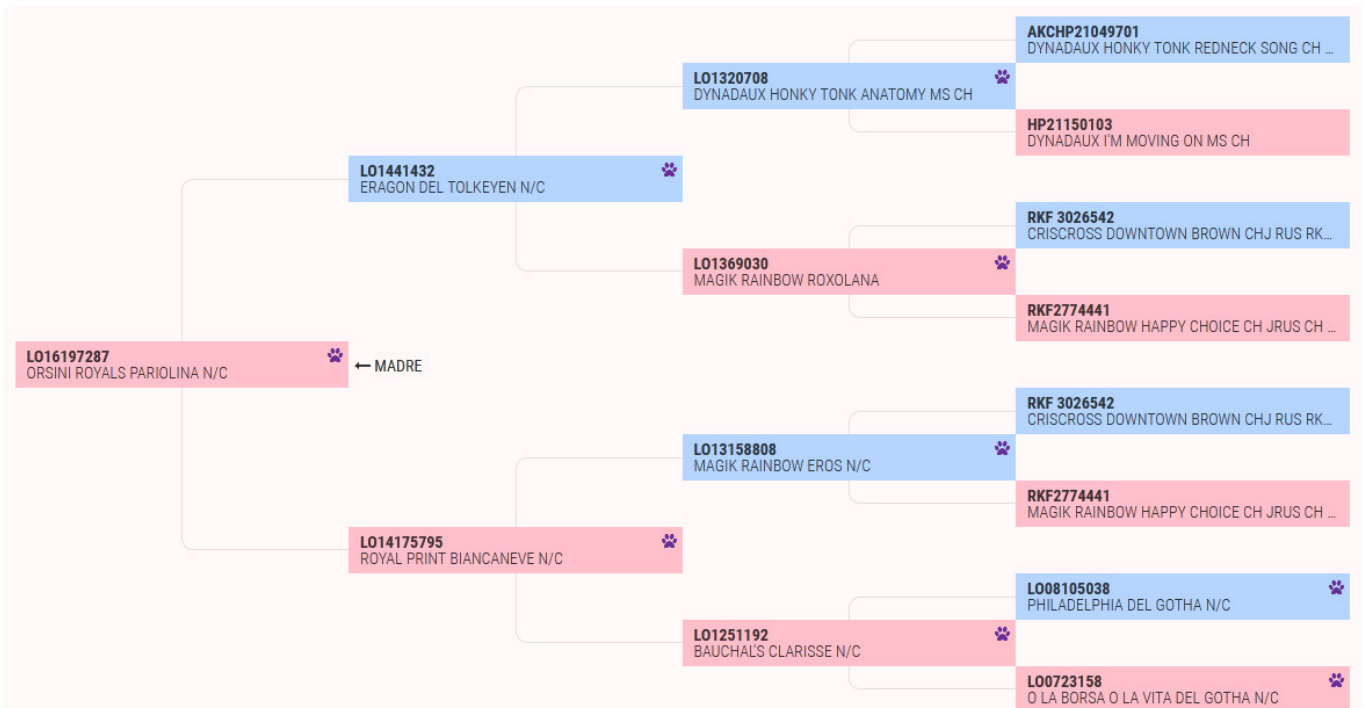 AKCHP21049701
DYNADAUX HONKY TONK REDNECK SONG CH ...
LO1320708
DYNADAUX HONKY TONK ANATOMY MS CH
HP21150103
DYNADAUX I'M MOVING ON MS CH
LO1441432
ERAGON DEL TOLKEYEN N/C
RKF 3026542
CRISCROSS DOWNTOWN BROWN CHJ RUS RK...
LO1369030
MAGIK RAINBOW ROXOLANA
RKF2774441
MAGIK RAINBOW HAPPY CHOICE CH JRUS CH ...
LO16197287
ORSINI ROYALS PARIOLINA N/C
← MADRE
RKF 3026542
CRISCROSS DOWNTOWN BROWN CHJ RUS RK...
LO13158808
MAGIK RAINBOW EROS N/C
RKF2774441
MAGIK RAINBOW HAPPY CHOICE CH JRUS CH ...
LO14175795
ROYAL PRINT BIANCANEVE N/C
LO08105038
PHILADELPHIA DEL GOTHA N/C
LO1251192
BAUCHAL'S CLARISSE N/C
LO0723158
O LA BORSA O LA VITA DEL GOTHA N/C